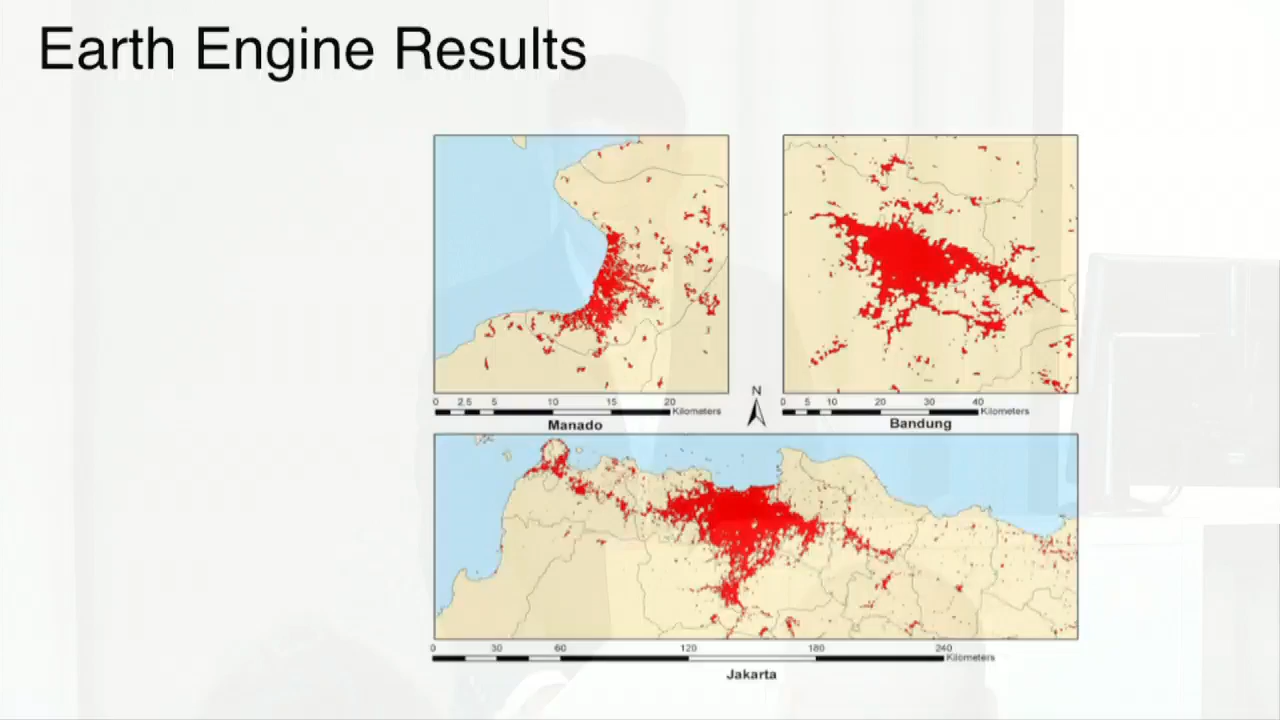 Earth Engine Results
0 2.5 5 10 15 20 Kilometers
Manado
N
0 5 10 20 30 40 Kilometers
Bandung
0 30 60 120 180 240 Kilometers
Jakarta